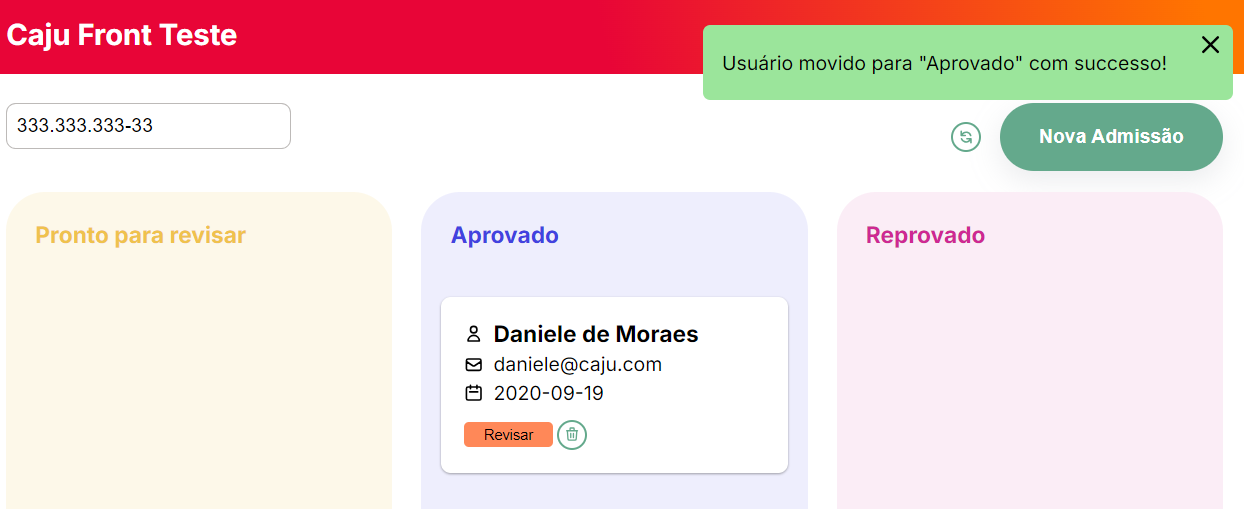 Caju Front Teste
Usuário movido para "Aprovado" com successo!
333.333.333-33
Nova Admissão
Pronto para revisar
Aprovado
Reprovado
Daniele de Moraes
daniele@caju.com
2020-09-19
Revisar